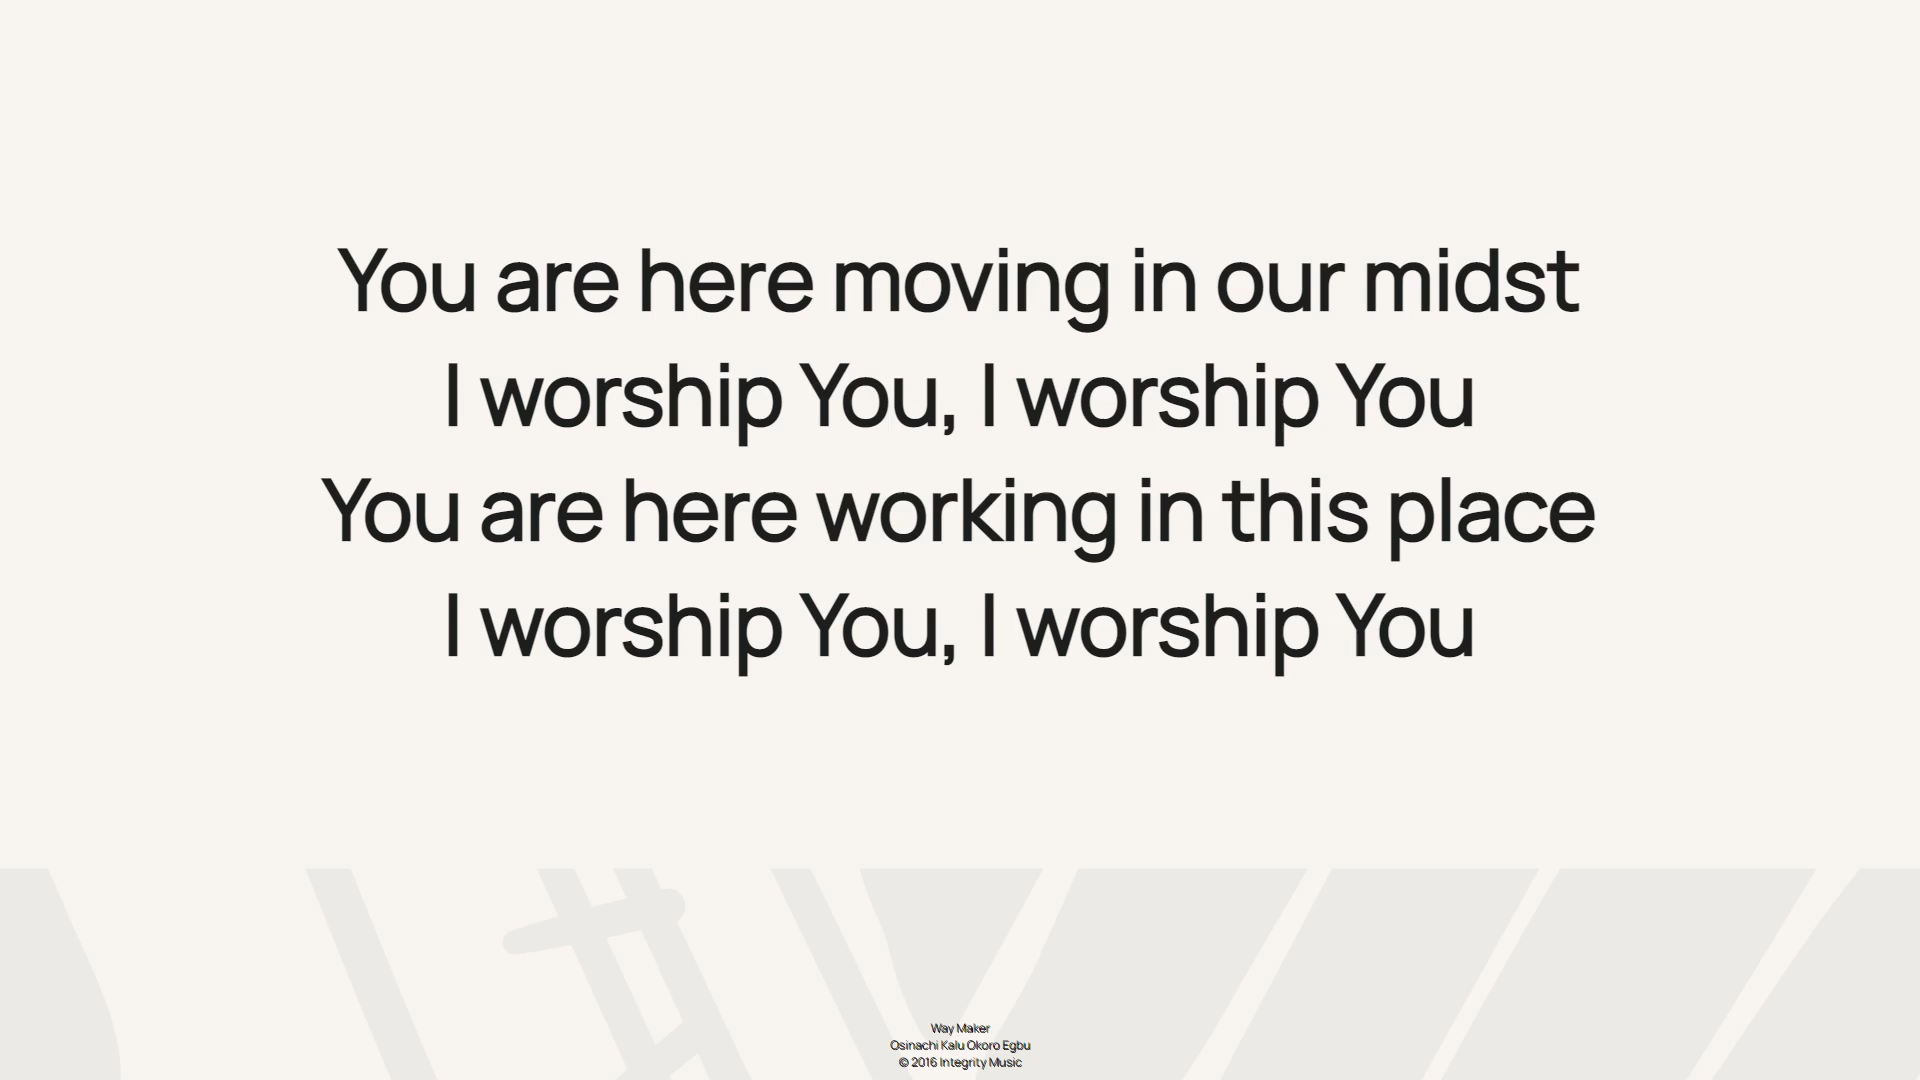 You are here moving in our midst
I worship You, I worship You
You are here working in this place
I worship You, I worship You
Way Maker
Osinachi Kalu Okoro Egbu
© 2016 Integrity Music